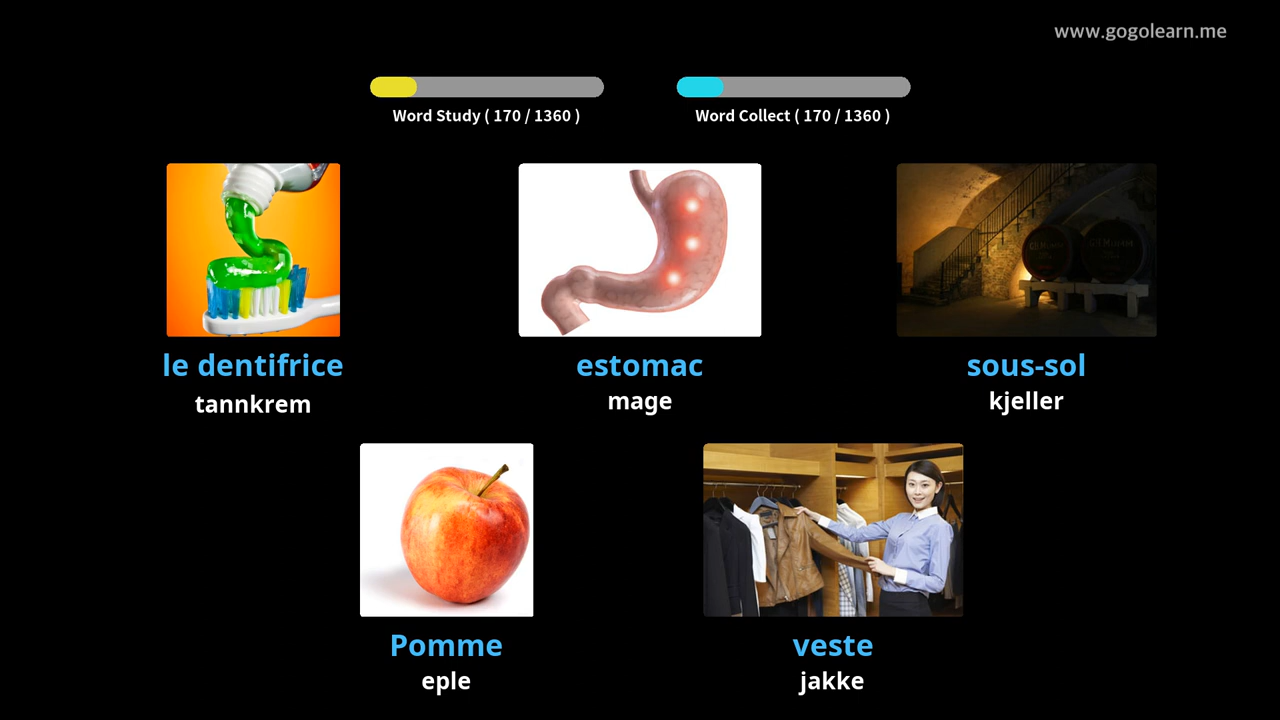 www.gogolearn.me
Word Study ( 170 / 1360 )
Word Collect ( 170 / 1360 )
le dentifrice
tannkrem
estomac
mage
sous-sol
kjeller
Pomme
eple
veste
jakke